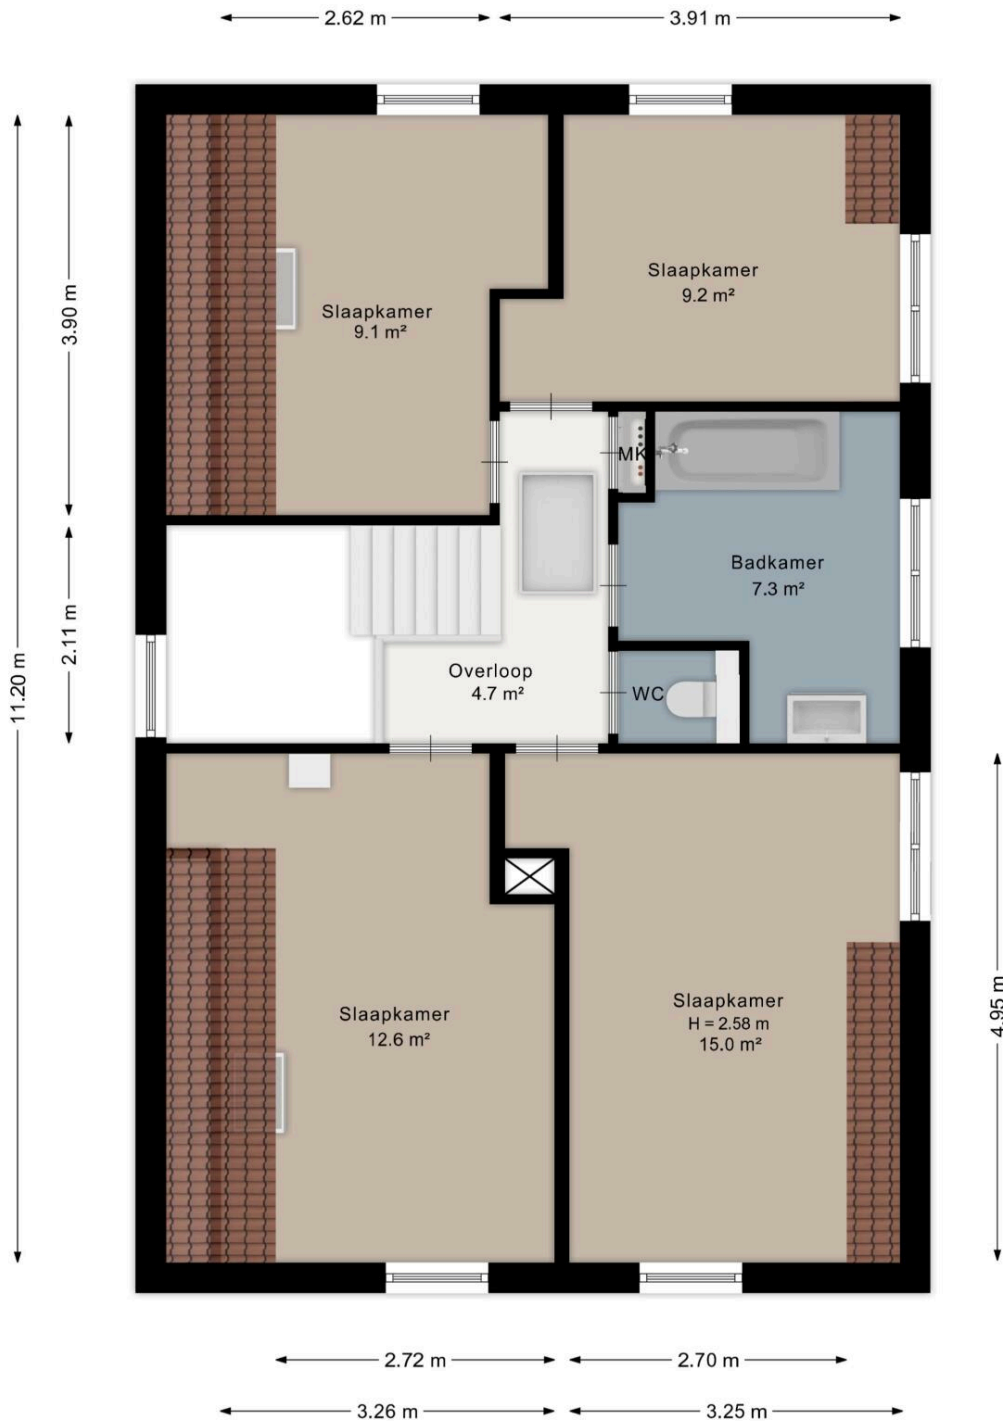 2.62 m
3.91 m
11.20 m
3.90 m
2.11 m
4.95 m
Slaapkamer
9.1 m²
Slaapkamer
9.2 m²
MK
Badkamer
7.3 m²
Overloop
4.7 m²
WC
Slaapkamer
12.6 m²
Slaapkamer
H = 2.58 m
15.0 m²
2.72 m
2.70 m
3.26 m
3.25 m